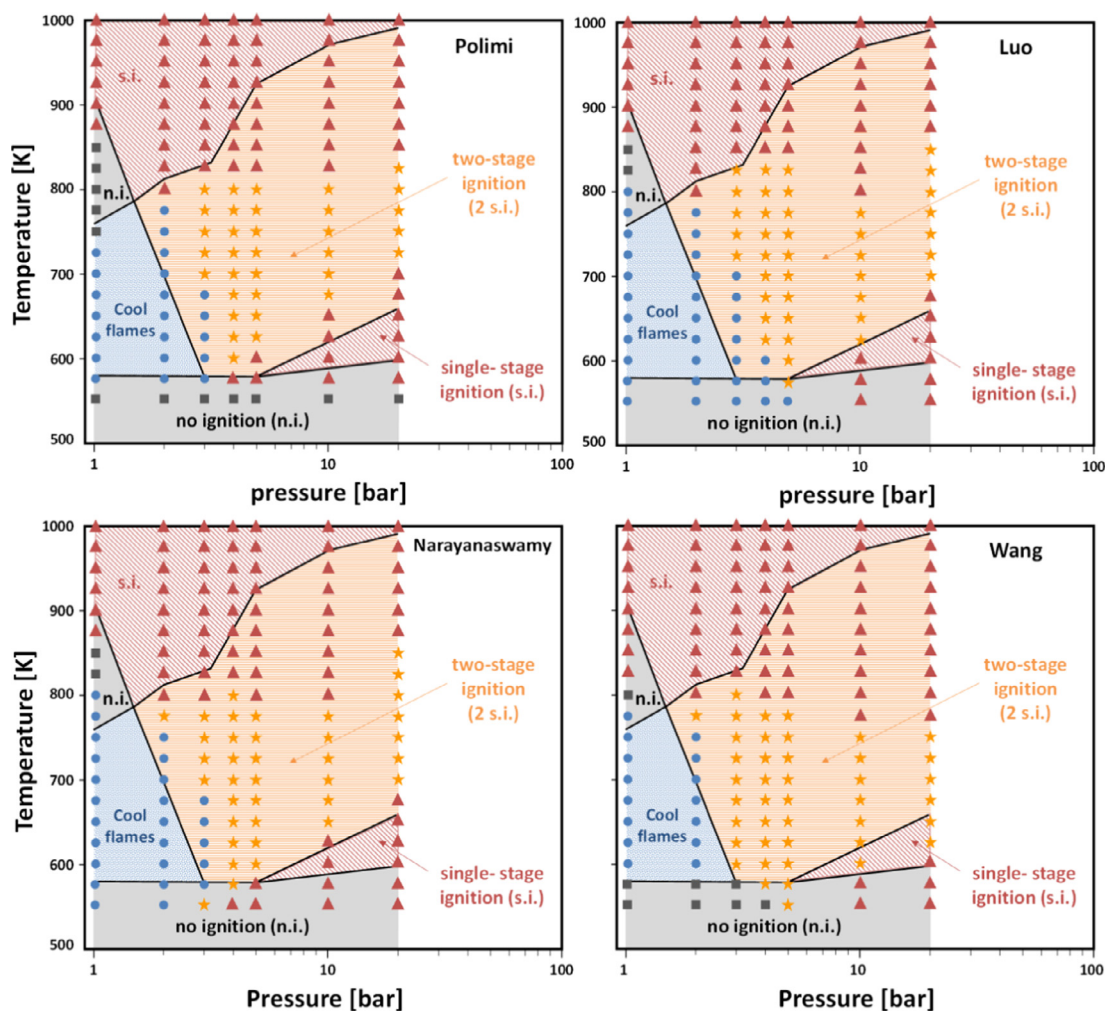 1000
Polimi
s.i.
900
Temperature [K]
800
n.i.
two-stage
ignition
(2 s.i.)
700
Cool
flames
600
single- stage
ignition (s.i.)
no ignition (n.i.)
500
1
10
100
pressure [bar]
1000
Luo
s.i.
900
800
n.i.
two-stage
ignition
(2 s.i.)
700
Cool
flames
600
single- stage
ignition (s.i.)
no ignition (n.i.)
500
1
10
100
pressure [bar]
1000
Narayanaswamy
s.i.
900
Temperature [K]
800
n.i.
two-stage
ignition
(2 s.i.)
700
Cool
flames
600
single- stage
ignition (s.i.)
no ignition (n.i.)
500
1
10
100
Pressure [bar]
1000
Wang
s.i.
900
800
n.i.
two-stage
ignition
(2 s.i.)
700
Cool
flames
600
single- stage
ignition (s.i.)
no ignition (n.i.)
500
1
10
100
Pressure [bar]